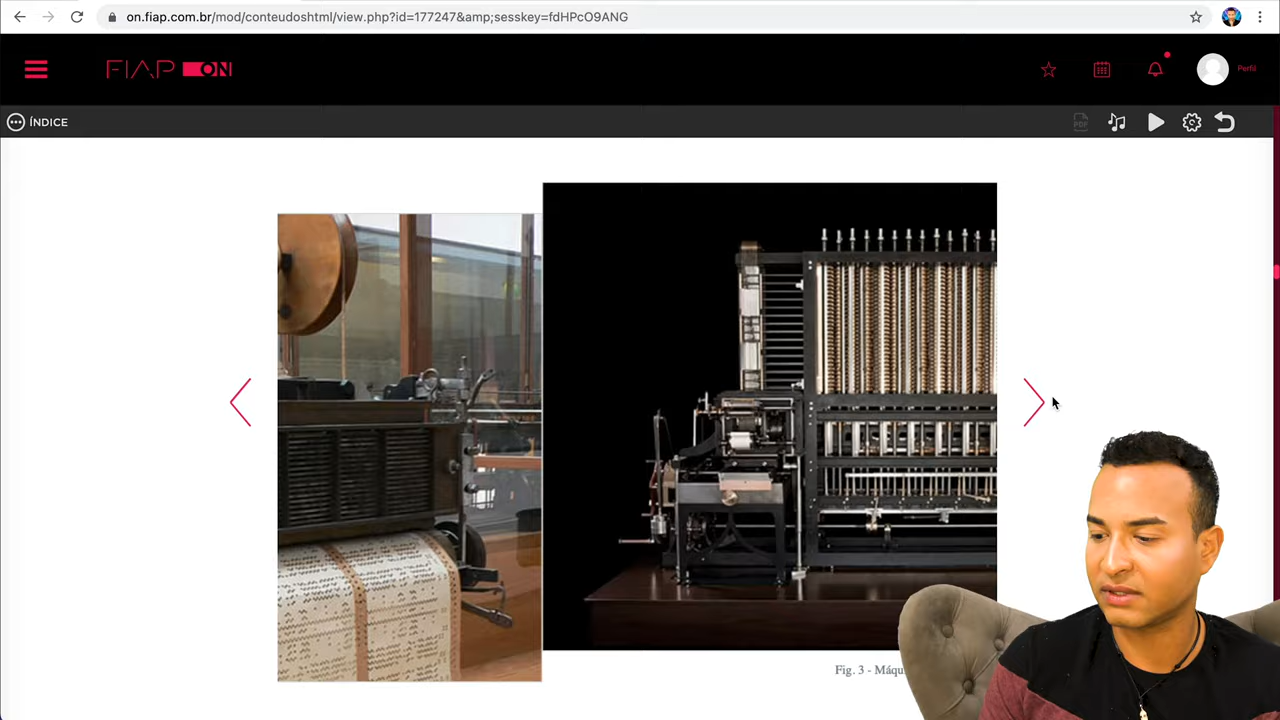 on.fiap.com.br/mod/conteudoshtml/view.php?id=177247&amp;sesskey=fdHPcO9ANG
FIAP ON
Perfil
ÍNDICE
PDF
Fig. 3 - Máqu